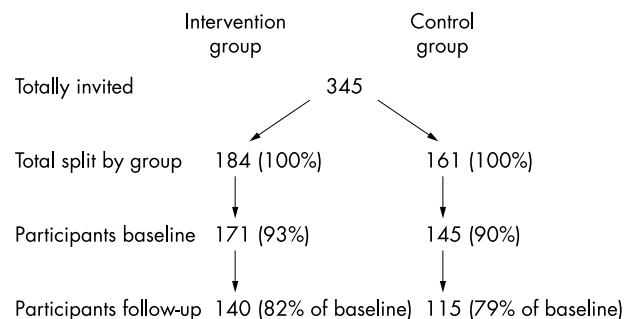 Intervention group Control group
Totally invited 345
Total split by group 184 (100%) 161 (100%)
Participants baseline 171 (93%) 145 (90%)
Participants follow-up 140 (82% of baseline) 115 (79% of baseline)